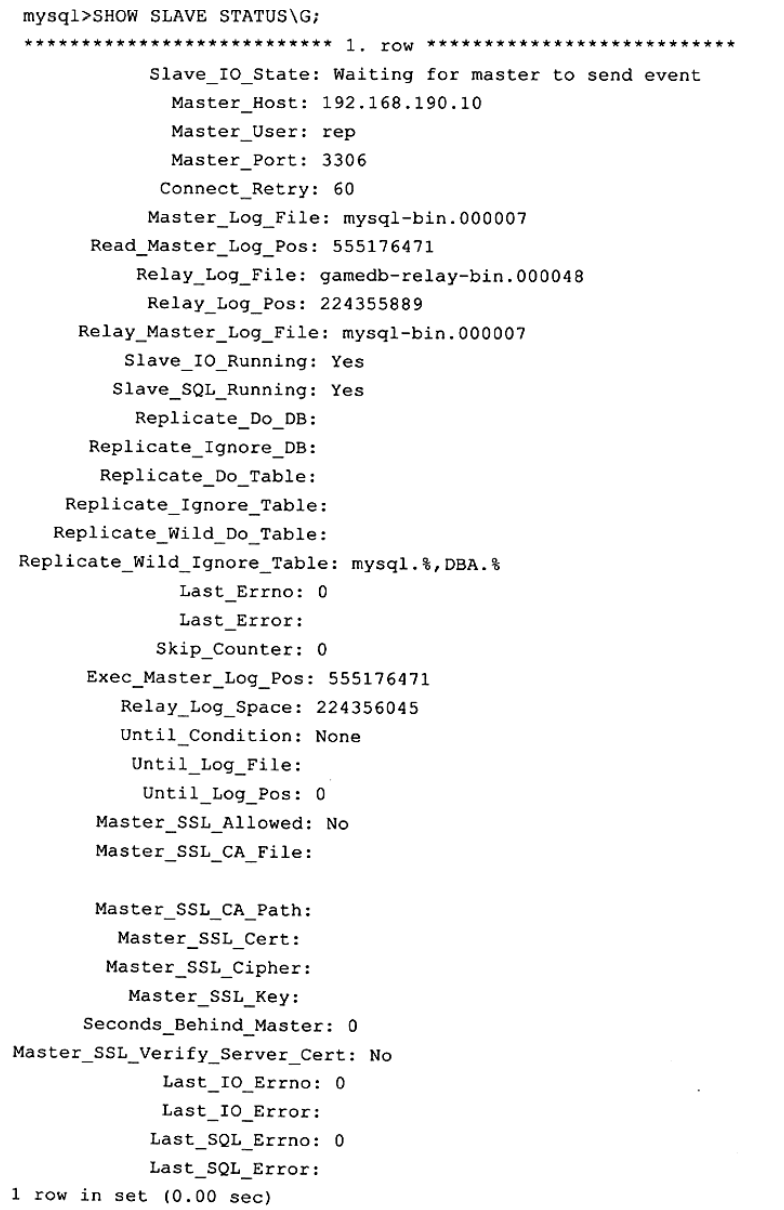 mysql>SHOW SLAVE STATUS\G;
*************************** 1. row ***************************
Slave_IO_State: Waiting for master to send event
Master_Host: 192.168.190.10
Master_User: rep
Master_Port: 3306
Connect_Retry: 60
Master_Log_File: mysql-bin.000007
Read_Master_Log_Pos: 555176471
Relay_Log_File: gamedb-relay-bin.000048
Relay_Log_Pos: 224355889
Relay_Master_Log_File: mysql-bin.000007
Slave_IO_Running: Yes
Slave_SQL_Running: Yes
Replicate_Do_DB:
Replicate_Ignore_DB:
Replicate_Do_Table:
Replicate_Ignore_Table:
Replicate_Wild_Do_Table:
Replicate_Wild_Ignore_Table: mysql.%,DBA.%
Last_Errno: 0
Last_Error:
Skip_Counter: 0
Exec_Master_Log_Pos: 555176471
Relay_Log_Space: 224356045
Until_Condition: None
Until_Log_File:
Until_Log_Pos: 0
Master_SSL_Allowed: No
Master_SSL_CA_File:
Master_SSL_CA_Path:
Master_SSL_Cert:
Master_SSL_Cipher:
Master_SSL_Key:
Seconds_Behind_Master: 0
Master_SSL_Verify_Server_Cert: No
Last_IO_Errno: 0
Last_IO_Error:
Last_SQL_Errno: 0
Last_SQL_Error:
1 row in set (0.00 sec)